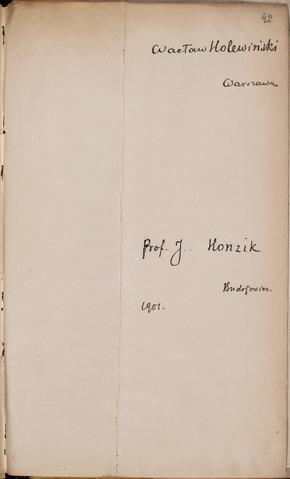 42
Wacław Holewiński
Warszawa
Prof. J. Honzik
1901.